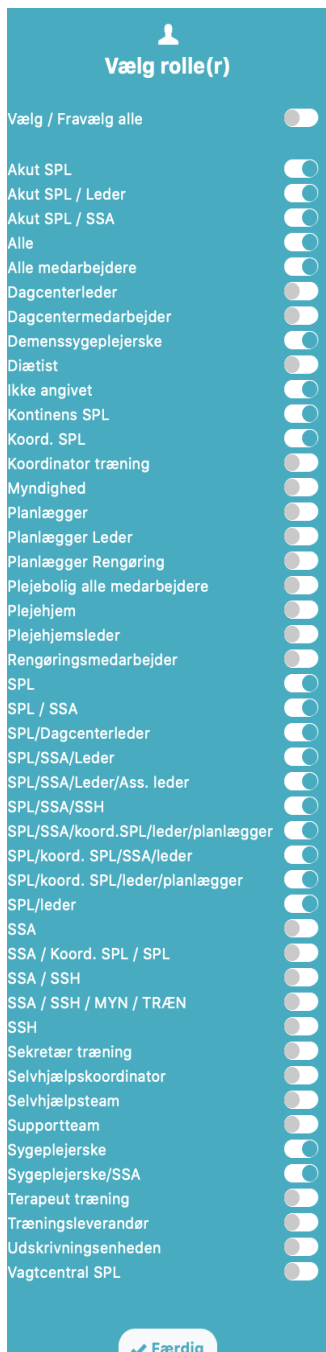 Vælg rolle(r)
Vælg / Fravælg alle
Akut SPL
Akut SPL / Leder
Akut SPL / SSA
Alle
Alle medarbejdere
Dagcenterleder
Dagcentermedarbejder
Demenssygeplejerske
Diætist
Ikke angivet
Kontinens SPL
Koord. SPL
Koordinator træning
Myndighed
Planlægger
Planlægger Leder
Planlægger Rengøring
Plejebolig alle medarbejdere
Plejehjem
Plejehjemsleder
Rengøringsmedarbejder
SPL
SPL / SSA
SPL/Dagcenterleder
SPL/SSA/Leder
SPL/SSA/Leder/Ass. leder
SPL/SSA/SSH
SPL/SSA/koord.SPL/leder/planlægger
SPL/koord. SPL/SSA/leder
SPL/koord. SPL/leder/planlægger
SPL/leder
SSA
SSA / Koord. SPL / SPL
SSA / SSH
SSA / SSH / MYN / TRÆN
SSH
Sekretær træning
Selvhjælpskoordinator
Selvhjælpsteam
Supportteam
Sygeplejerske
Sygeplejerske/SSA
Terapeut træning
Træningsleverandør
Udskrivningsenheden
Vagtcentral SPL
Færdig